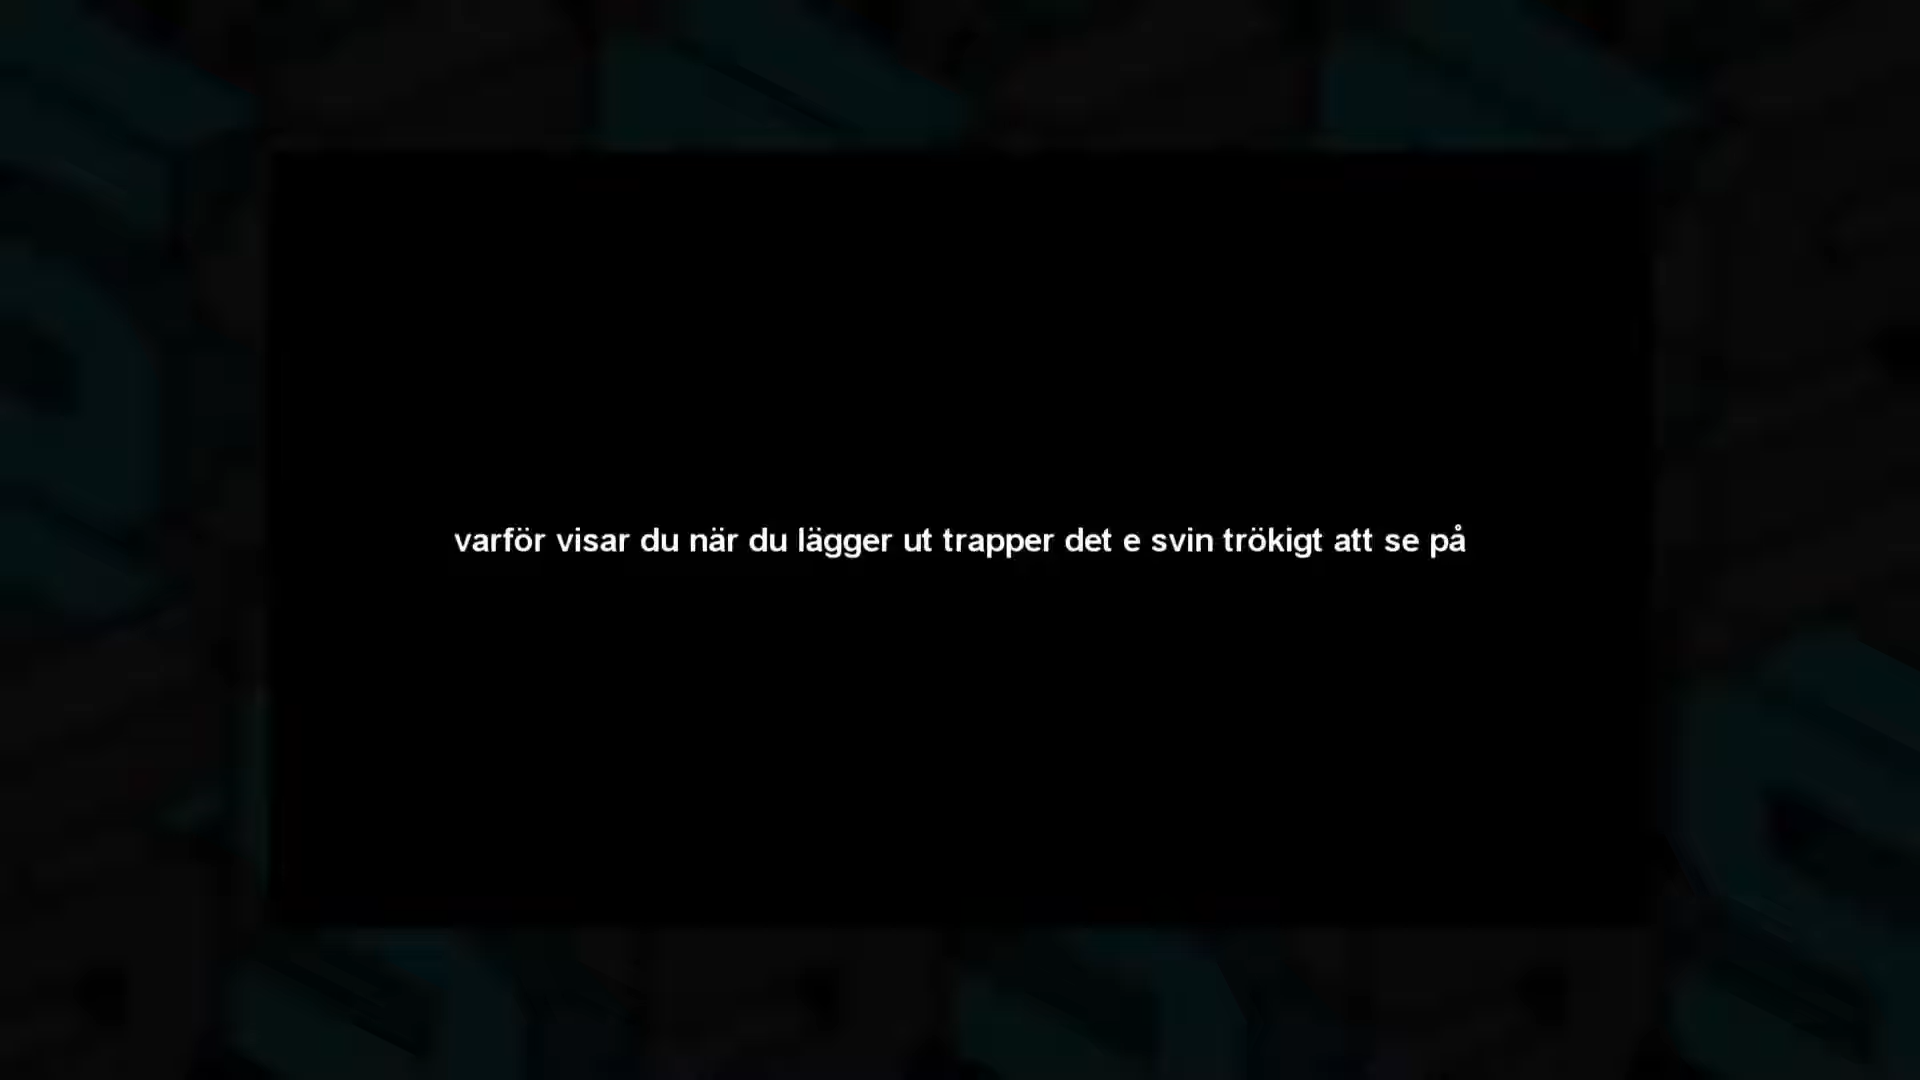 varför visar du när du lägger ut trapper det e svin trökigt att se på